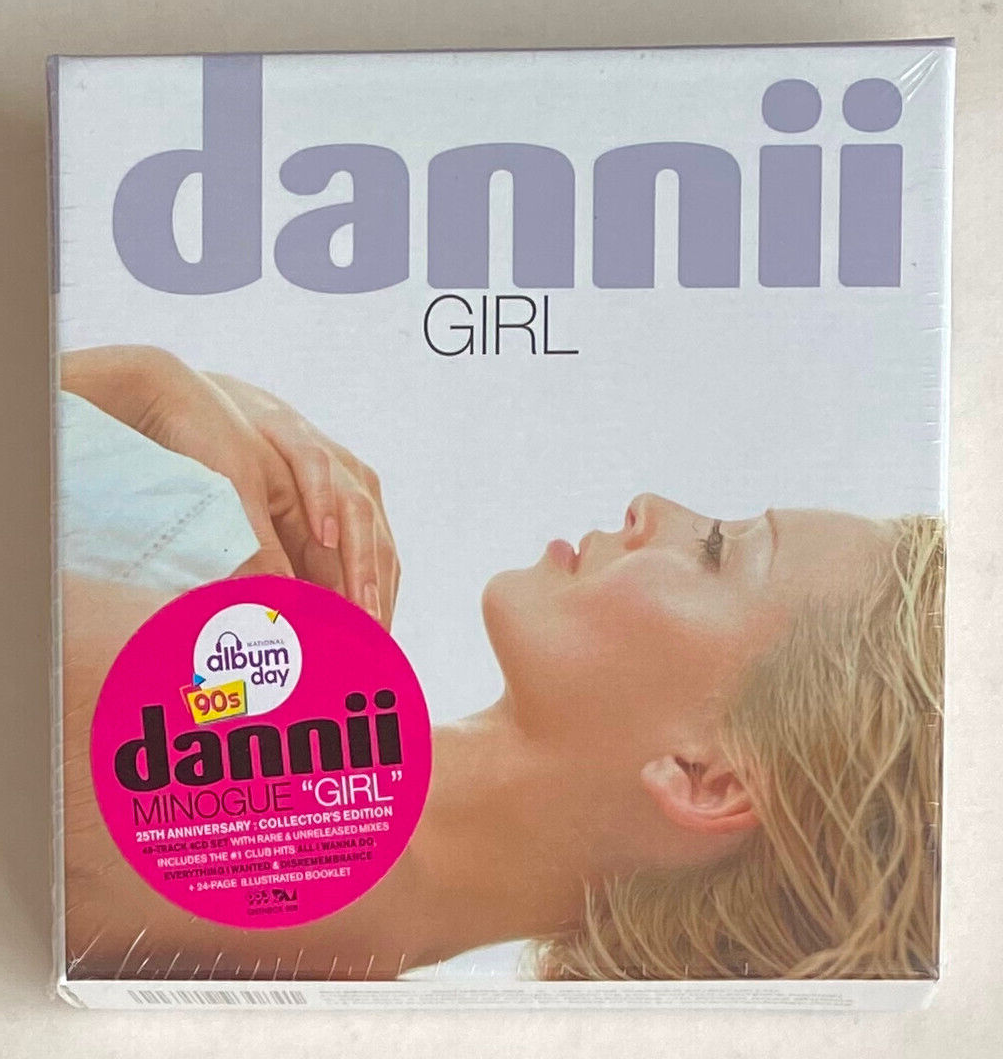 dannii
GIRL
NATIONAL
album
day
90s
dannii
MINOGUE “GIRL”
25TH ANNIVERSARY : COLLECTOR'S EDITION
48-TRACK 4CD SET WITH RARE & UNRELEASED MIXES
INCLUDES THE #1 CLUB HITS ALL I WANNA DO,
EVERYTHING I WANTED & DISREMEMBRANCE
+ 24-PAGE ILLUSTRATED BOOKLET